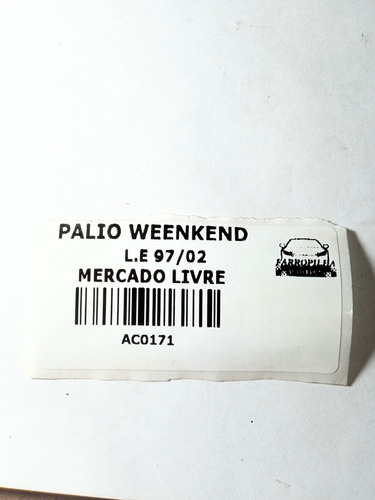 PALIO WEENKEND
L.E 97/02
MERCADO LIVRE
AC0171
FARROPILHA